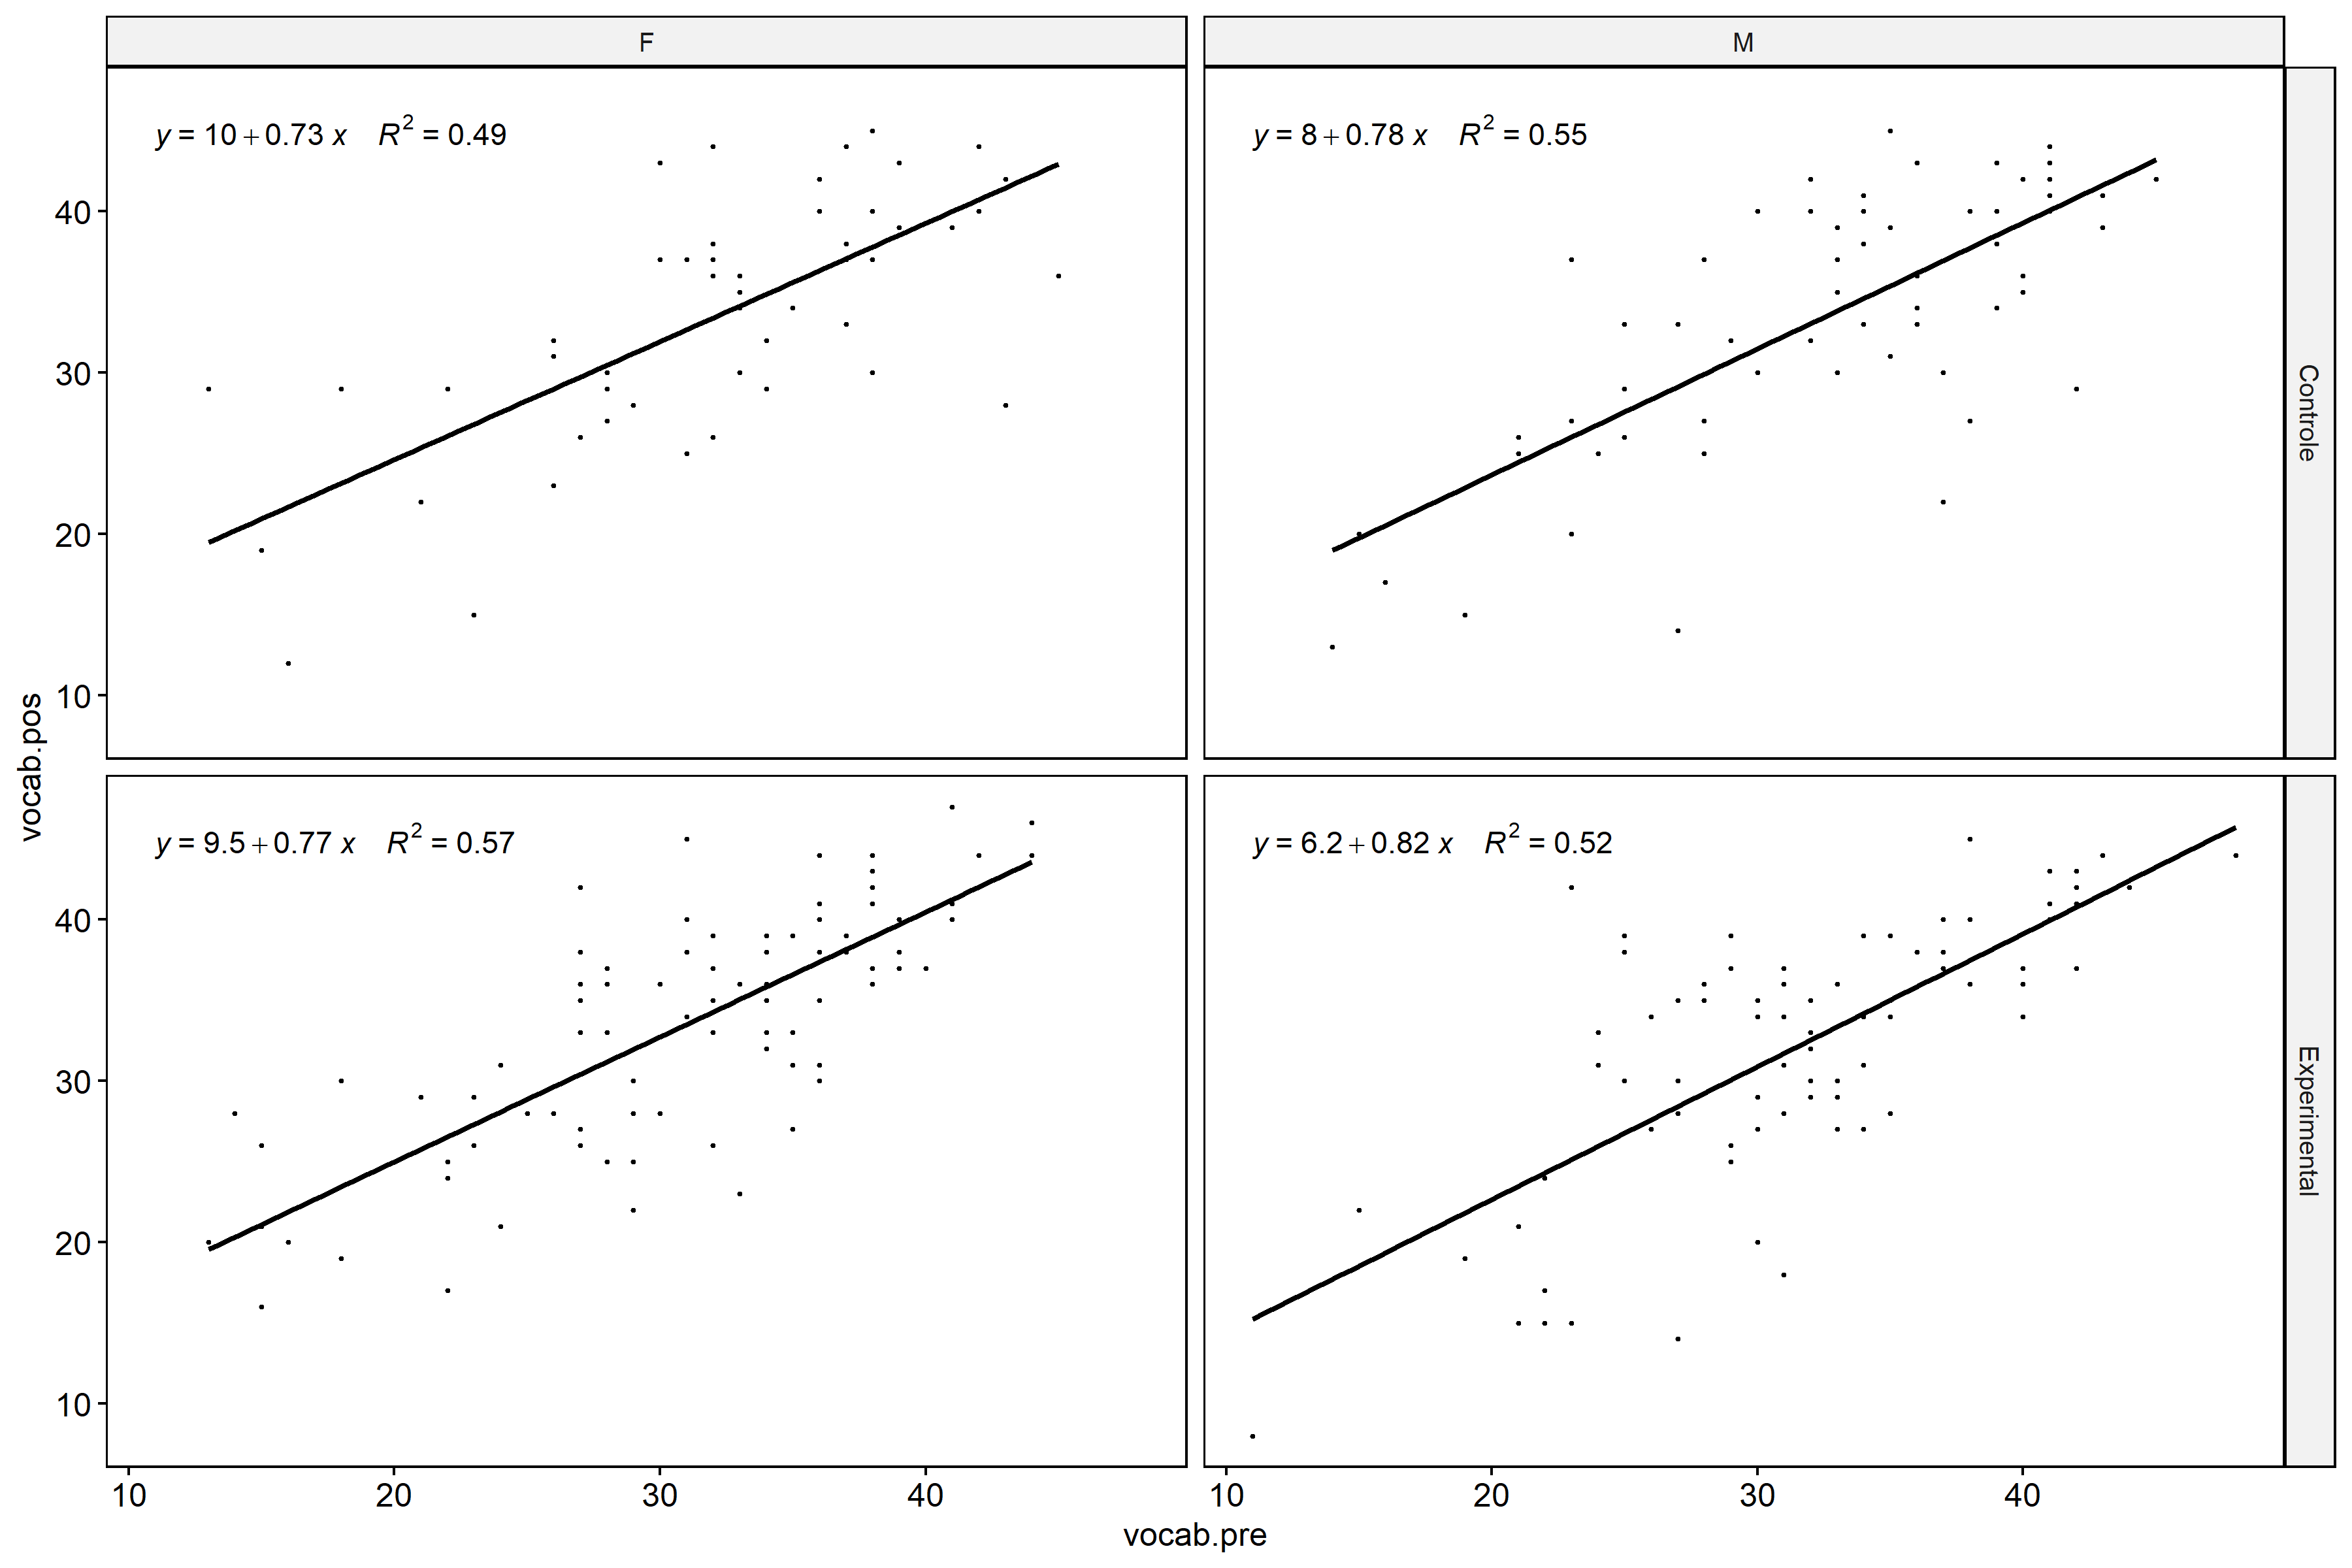 F
M
y = 10 + 0.73 x R² = 0.49
y = 8 + 0.78 x R² = 0.55
40
30
20
10
Controle
vocab.pos
y = 9.5 + 0.77 x R² = 0.57
y = 6.2 + 0.82 x R² = 0.52
40
30
20
10
Experimental
10 20 30 40
10 20 30 40
vocab.pre